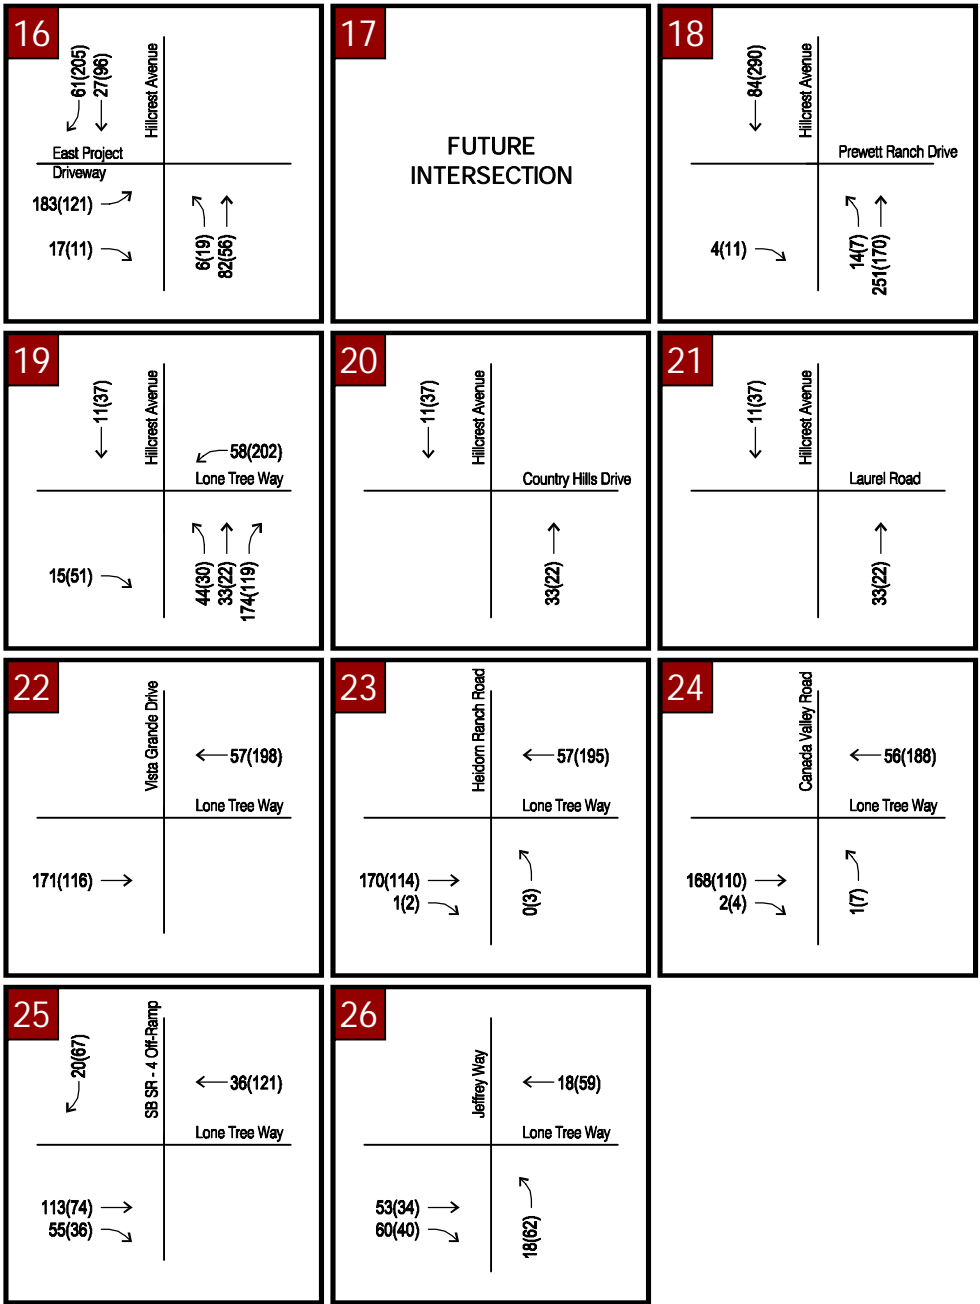 16
61(205)
27(96)
Hillcrest Avenue
East Project
Driveway
183(121)
17(11)
6(19)
82(56)
17
FUTURE
INTERSECTION
18
84(290)
Hillcrest Avenue
Prewett Ranch Drive
4(11)
14(7)
251(170)
19
11(37)
Hillcrest Avenue
58(202)
Lone Tree Way
15(51)
44(30)
33(22)
174(119)
20
11(37)
Hillcrest Avenue
Country Hills Drive
33(22)
21
11(37)
Hillcrest Avenue
Laurel Road
33(22)
22
Vista Grande Drive
57(198)
Lone Tree Way
171(116)
23
Heidorn Ranch Road
57(195)
Lone Tree Way
170(114)
1(2)
0(3)
24
Canada Valley Road
56(188)
Lone Tree Way
168(110)
2(4)
1(7)
25
20(67)
SB SR - 4 Off-Ramp
36(121)
Lone Tree Way
113(74)
55(36)
26
Jeffrey Way
18(59)
Lone Tree Way
53(34)
60(40)
18(62)